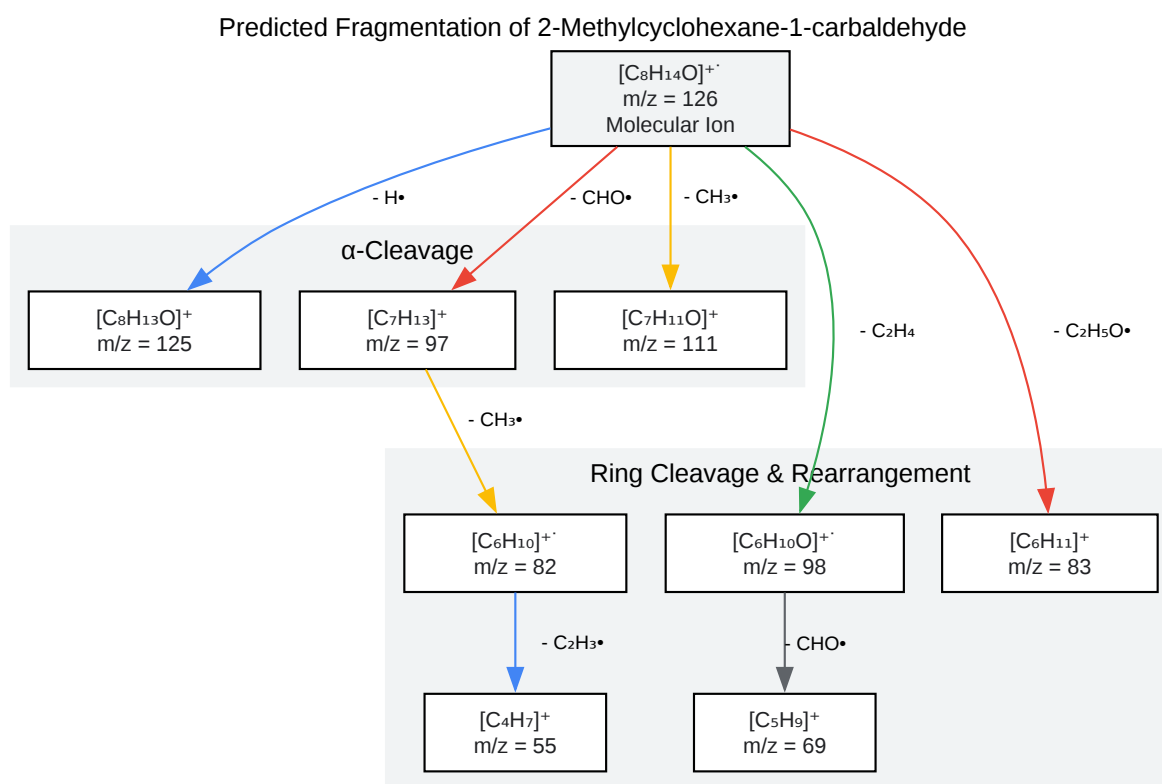 Predicted Fragmentation of 2-Methylcyclohexane-1-carbaldehyde
[C₈H₁₄O]⁺˙
m/z = 126
Molecular Ion
- H•
- CHO•
- CH₃•
α-Cleavage
[C₈H₁₃O]⁺
m/z = 125
[C₇H₁₃]⁺
m/z = 97
[C₇H₁₁O]⁺
m/z = 111
- C₂H₄
- C₂H₅O•
- CH₃•
Ring Cleavage & Rearrangement
[C₆H₁₀]⁺˙
m/z = 82
[C₆H₁₀O]⁺˙
m/z = 98
[C₆H₁₁]⁺
m/z = 83
- C₂H₃•
- CHO•
[C₄H₇]⁺
m/z = 55
[C₅H₉]⁺
m/z = 69